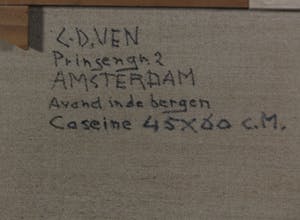 C.D.VEN
Prinsengr. 2
AMSTERDAM
Avond in de bergen
Caseine 45x60 c.M.